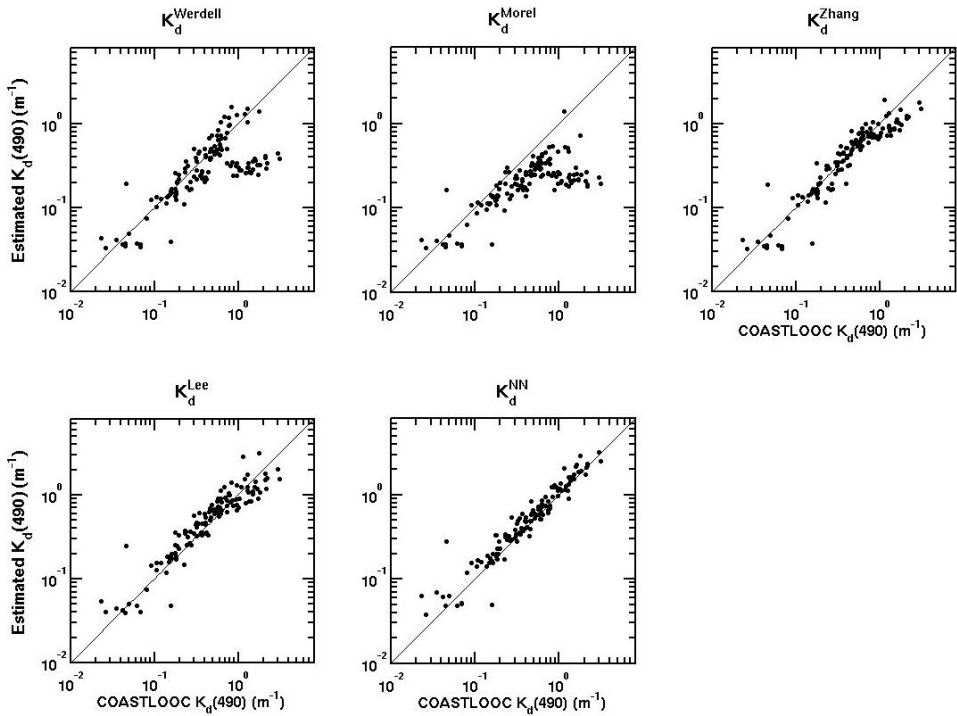 K_d^Werdell
K_d^Morel
K_d^Zhang
Estimated K_d(490) (m^-1)
10^0
10^-1
10^-2
10^-2 10^-1 10^0
10^0
10^-1
10^-2
10^-2 10^-1 10^0
10^0
10^-1
10^-2
10^-2 10^-1 10^0
COASTLOOC K_d(490) (m^-1)
K_d^Lee
K_d^NN
Estimated K_d(490) (m^-1)
10^0
10^-1
10^-2
10^-2 10^-1 10^0
COASTLOOC K_d(490) (m^-1)
10^0
10^-1
10^-2
10^-2 10^-1 10^0
COASTLOOC K_d(490) (m^-1)